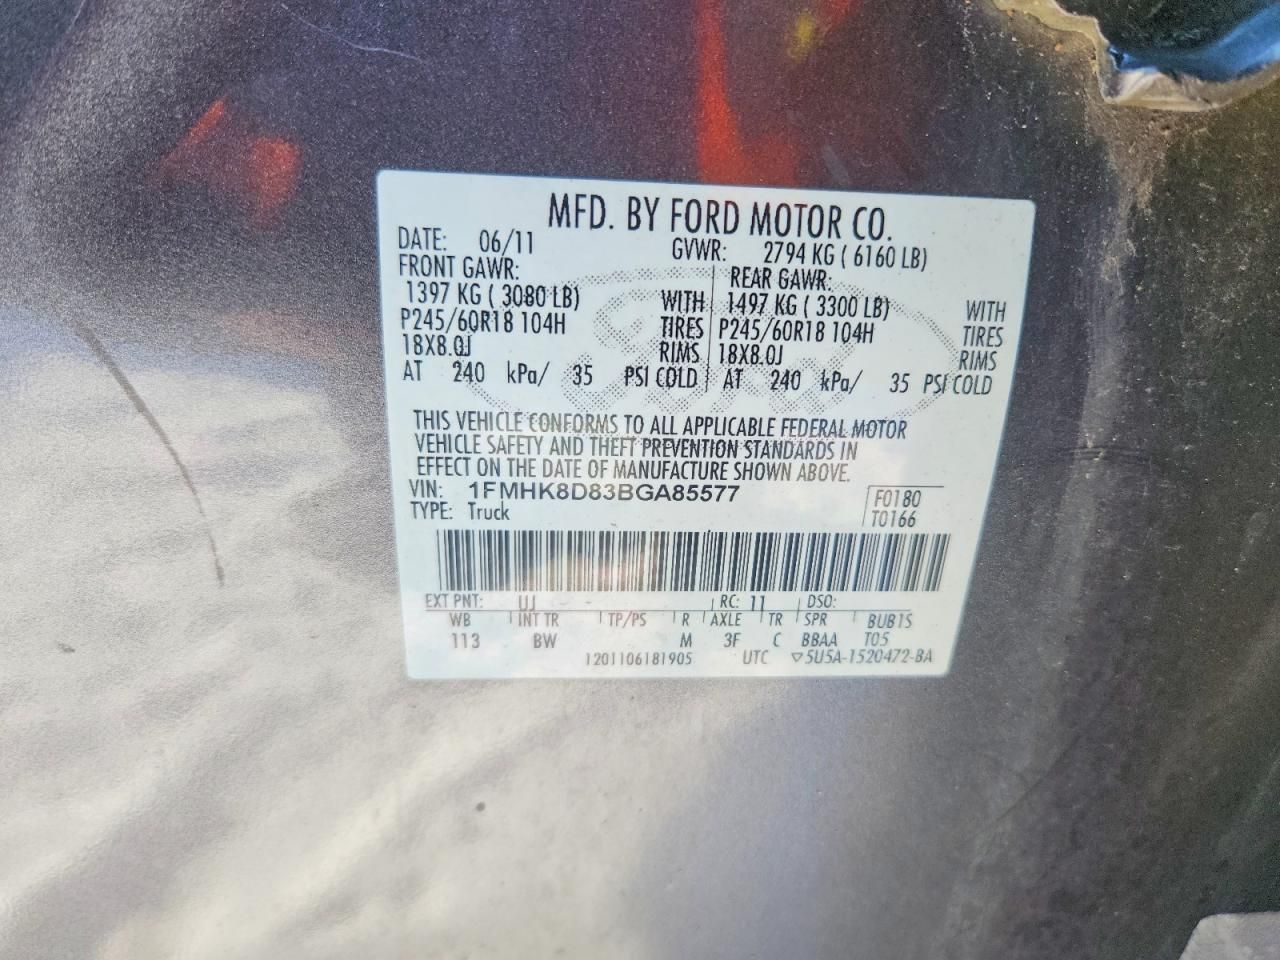 MFD. BY FORD MOTOR CO.
DATE: 06/11 GVWR: 2794 KG ( 6160 LB)
FRONT GAWR: REAR GAWR:
1397 KG ( 3080 LB) WITH 1497 KG ( 3300 LB) WITH
P245/60R18 104H TIRES P245/60R18 104H TIRES
18X8.0J RIMS 18X8.0J RIMS
AT 240 kPa/ 35 PSI COLD AT 240 kPa/ 35 PSI COLD
THIS VEHICLE CONFORMS TO ALL APPLICABLE FEDERAL MOTOR
VEHICLE SAFETY AND THEFT PREVENTION STANDARDS IN
EFFECT ON THE DATE OF MANUFACTURE SHOWN ABOVE.
VIN: 1FMHK8D83BGA85577 F0180
TYPE: Truck T0166
EXT PNT: UJ RC: 11 DSO:
WB INT TR TP/PS R AXLE TR SPR BUB1S
113 BW M 3F C BBAA T05
1201106181905 UTC ▽5U5A-1520472-BA